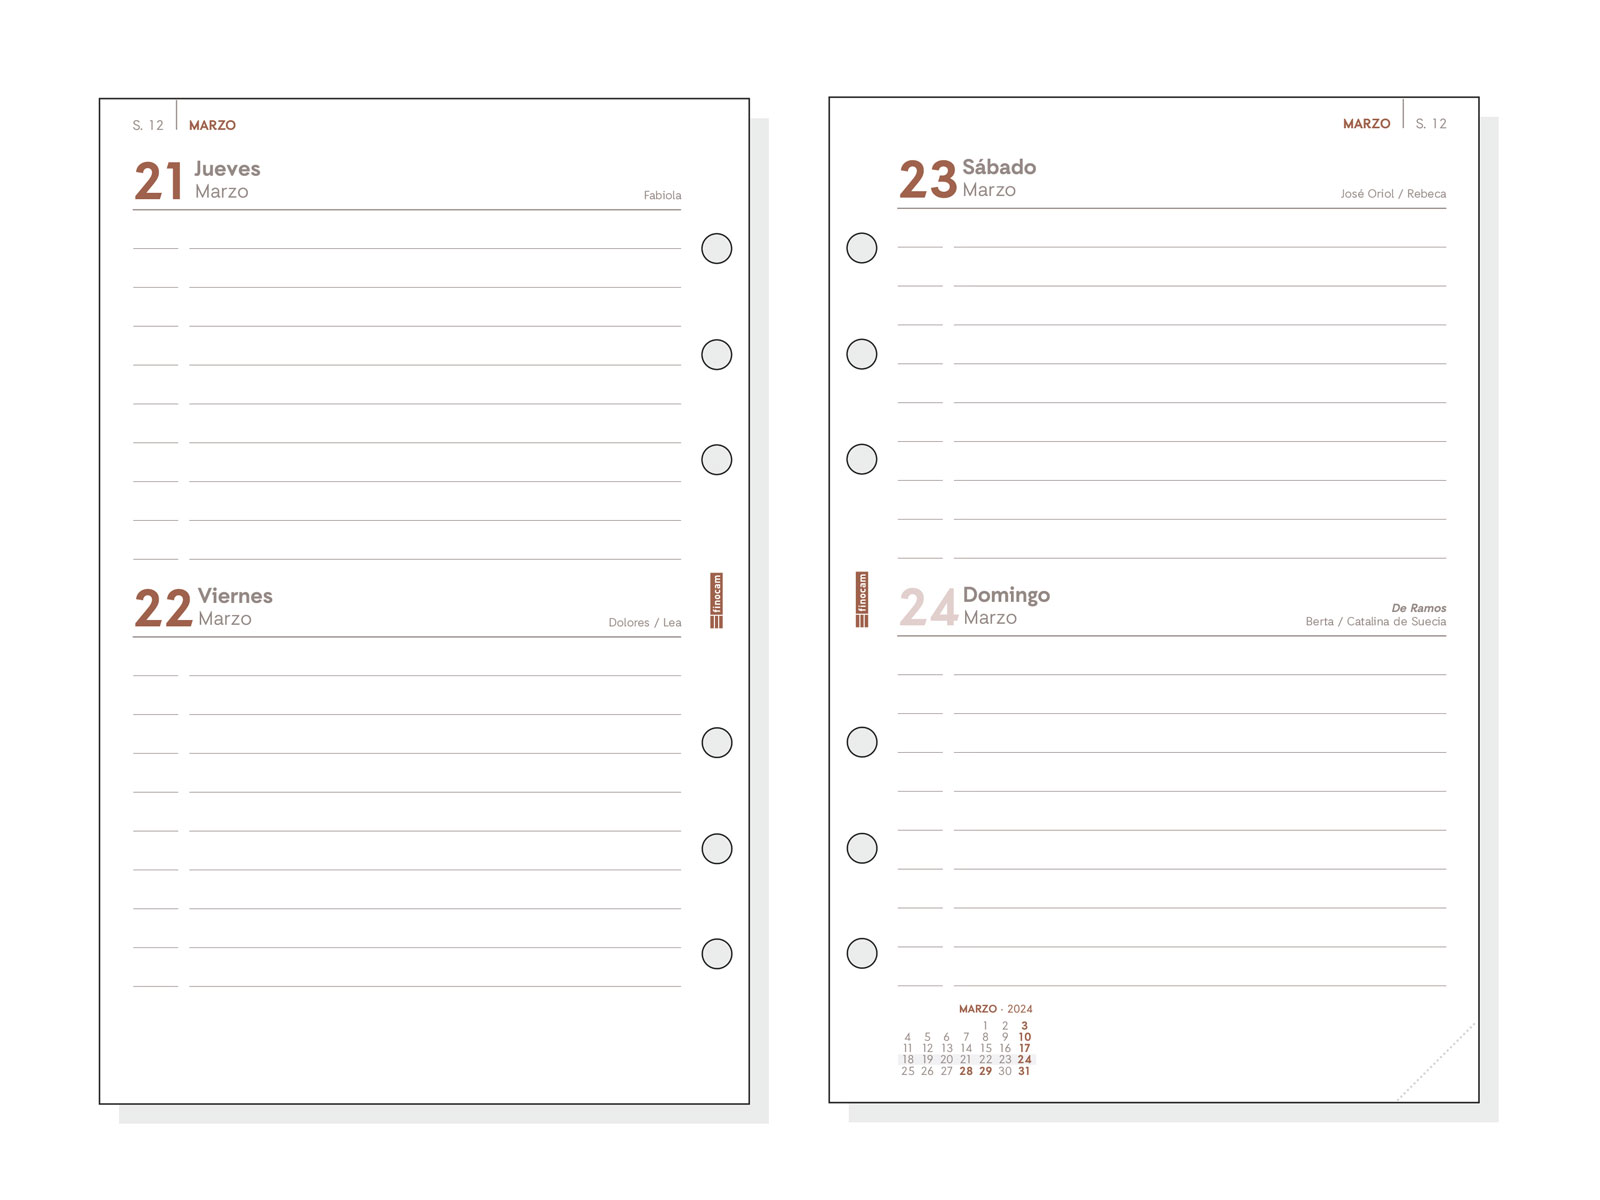 S. 12 MARZO
21 Jueves
Marzo
Fabiola
finocam
22 Viernes
Marzo
Dolores / Lea
MARZO S. 12
23 Sábado
Marzo
José Oriol / Rebeca
finocam
24 Domingo
Marzo
De Ramos
Berta / Catalina de Suecia
MARZO · 2024
1 2 3
4 5 6 7 8 9 10
11 12 13 14 15 16 17
18 19 20 21 22 23 24
25 26 27 28 29 30 31